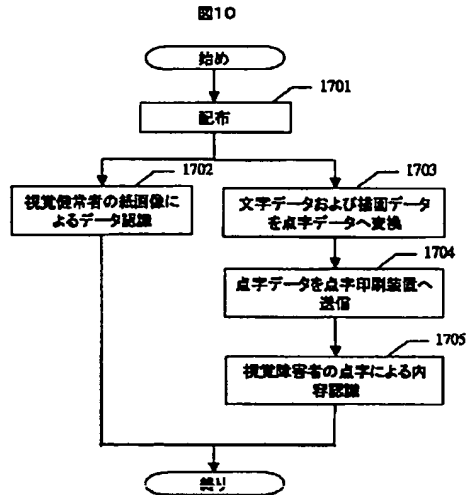 図10
始め
1701
配布
1702
視覚健常者の紙画像に
よるデータ認識
1703
文字データおよび描画データ
を点字データへ変換
1704
点字データを点字印刷装置へ
送信
1705
視覚障害者の点字による内
容認識
終り